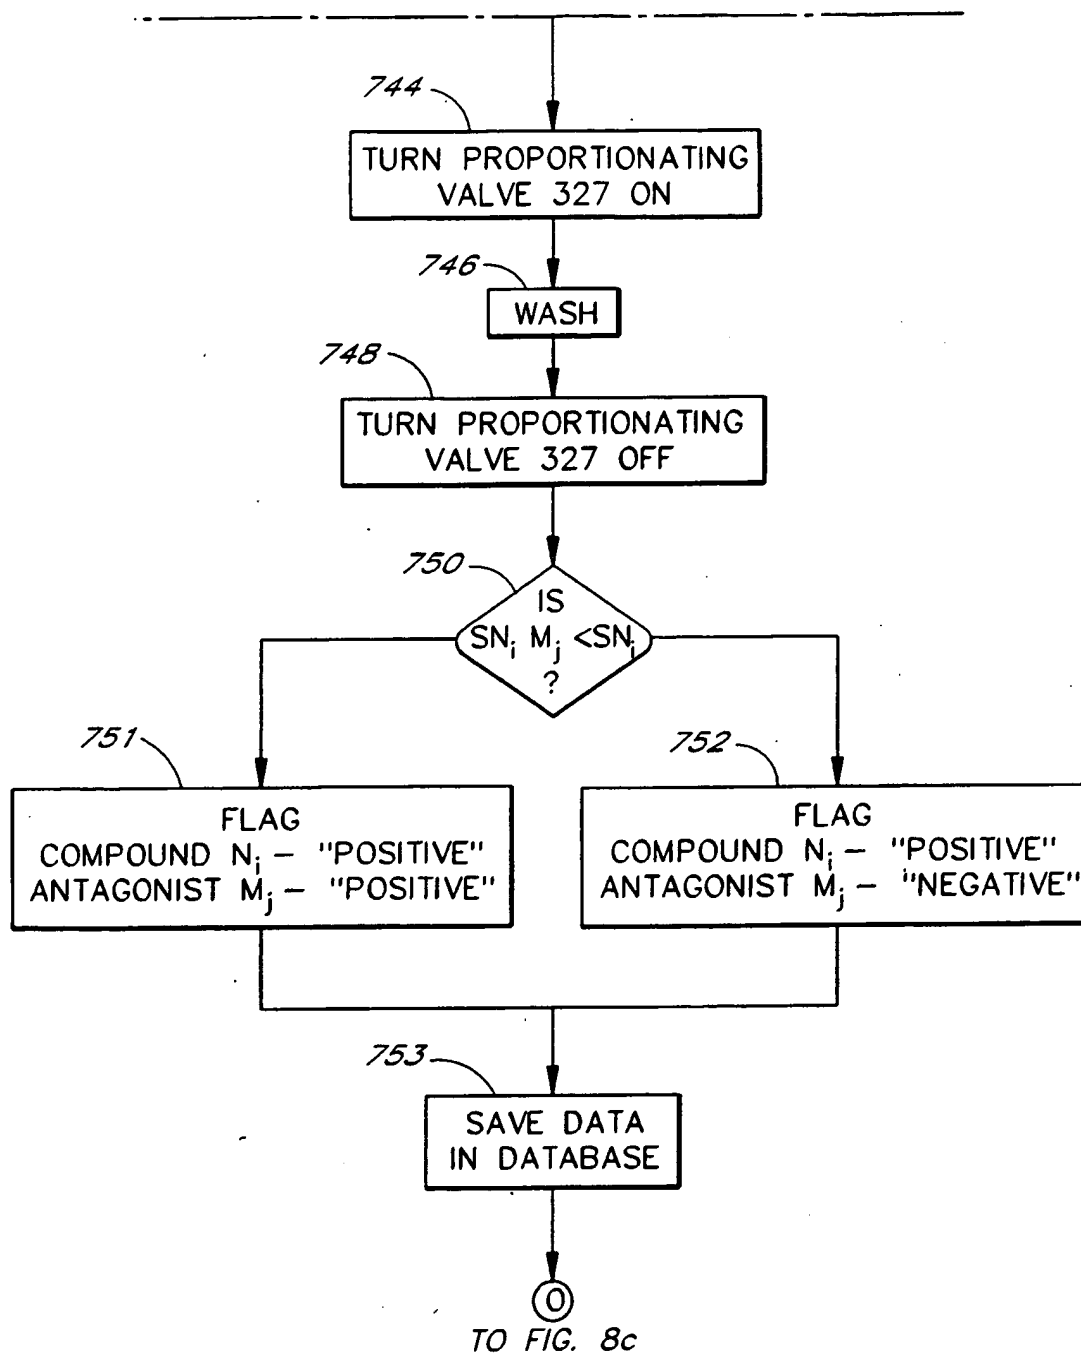 744
TURN PROPORTIONATING
VALVE 327 ON
746
WASH
748
TURN PROPORTIONATING
VALVE 327 OFF
750
IS
SNᵢ Mⱼ <SNᵢ
?
751
FLAG
COMPOUND Nᵢ – "POSITIVE"
ANTAGONIST Mⱼ – "POSITIVE"
752
FLAG
COMPOUND Nᵢ – "POSITIVE"
ANTAGONIST Mⱼ – "NEGATIVE"
753
SAVE DATA
IN DATABASE
O
TO FIG. 8c